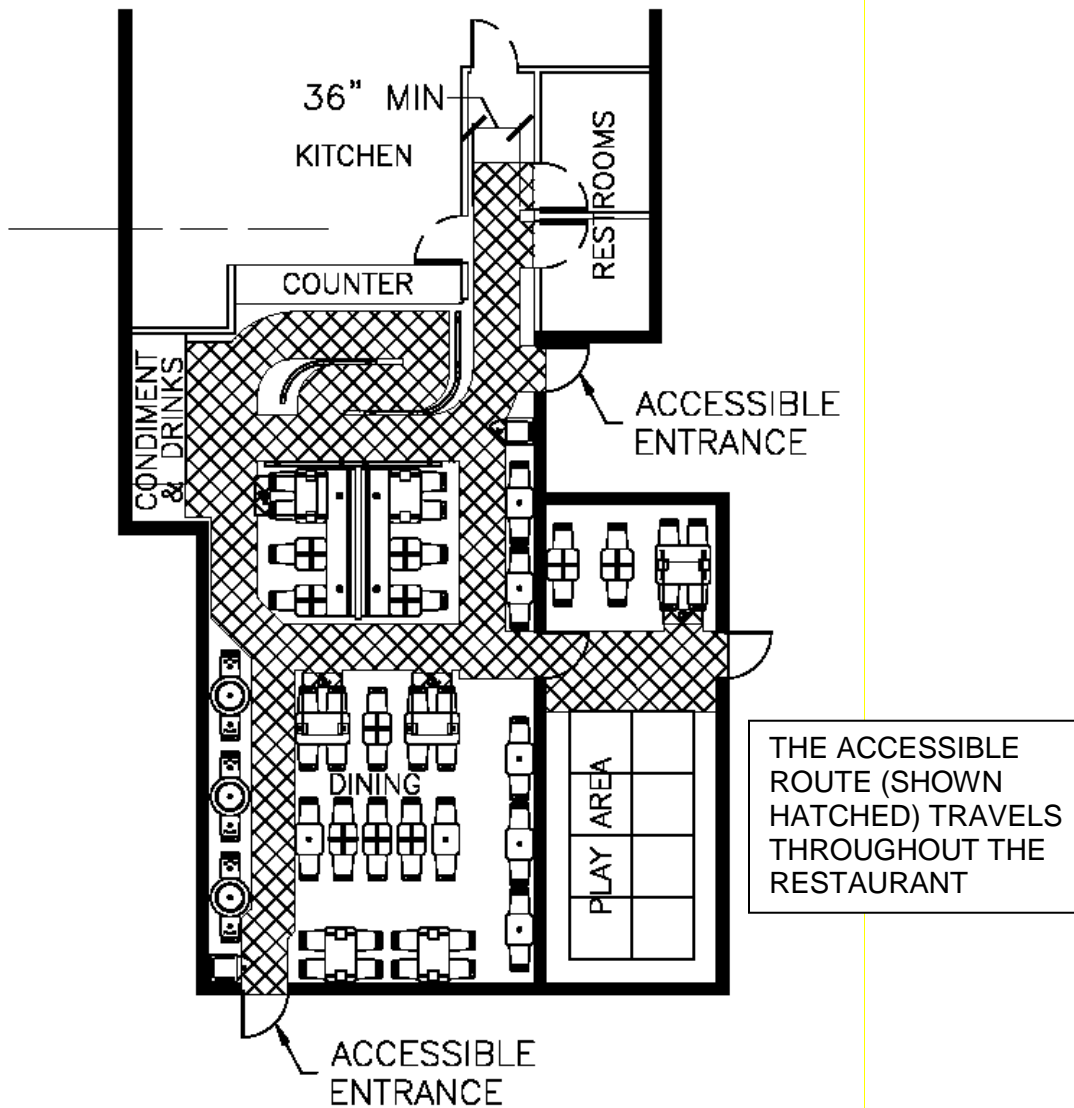 36” MIN
KITCHEN
RESTROOMS
COUNTER
CONDIMENT
& DRINKS
ACCESSIBLE
ENTRANCE
DINING
PLAY AREA
THE ACCESSIBLE
ROUTE (SHOWN
HATCHED) TRAVELS
THROUGHOUT THE
RESTAURANT
ACCESSIBLE
ENTRANCE